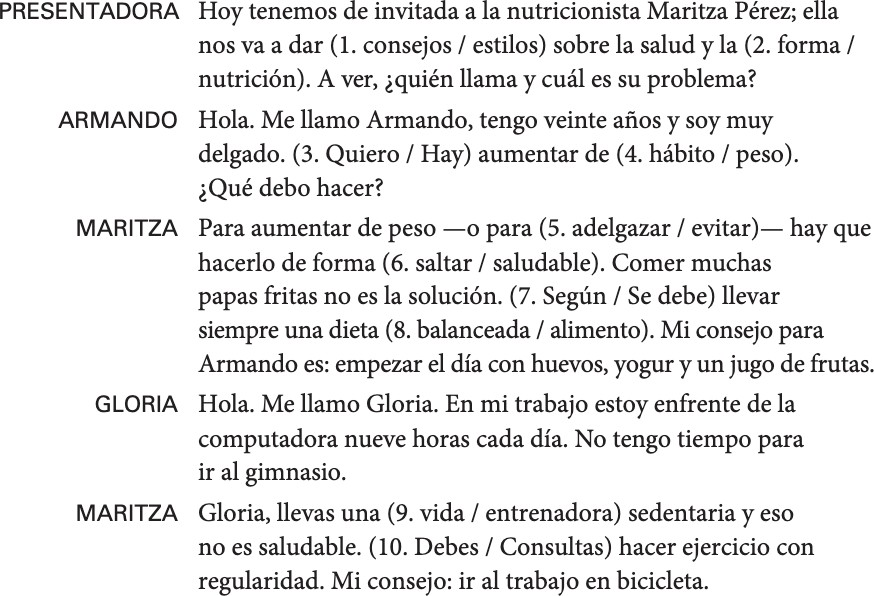 PRESENTADORA Hoy tenemos de invitada a la nutricionista Maritza Pérez; ella
nos va a dar (1. consejos / estilos) sobre la salud y la (2. forma /
nutrición). A ver, ¿quién llama y cuál es su problema?
ARMANDO Hola. Me llamo Armando, tengo veinte años y soy muy
delgado. (3. Quiero / Hay) aumentar de (4. hábito / peso).
¿Qué debo hacer?
MARITZA Para aumentar de peso —o para (5. adelgazar / evitar)— hay que
hacerlo de forma (6. saltar / saludable). Comer muchas
papas fritas no es la solución. (7. Según / Se debe) llevar
siempre una dieta (8. balanceada / alimento). Mi consejo para
Armando es: empezar el día con huevos, yogur y un jugo de frutas.
GLORIA Hola. Me llamo Gloria. En mi trabajo estoy enfrente de la
computadora nueve horas cada día. No tengo tiempo para
ir al gimnasio.
MARITZA Gloria, llevas una (9. vida / entrenadora) sedentaria y eso
no es saludable. (10. Debes / Consultas) hacer ejercicio con
regularidad. Mi consejo: ir al trabajo en bicicleta.